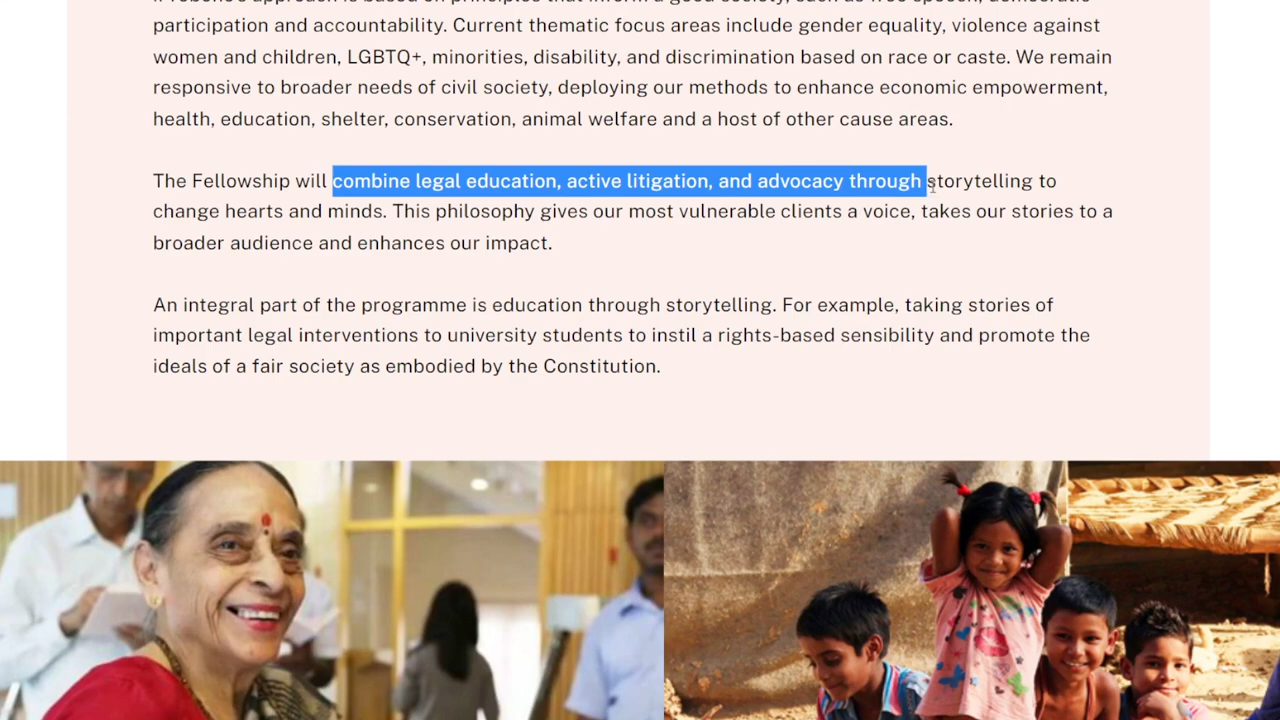 participation and accountability. Current thematic focus areas include gender equality, violence against
women and children, LGBTQ+, minorities, disability, and discrimination based on race or caste. We remain
responsive to broader needs of civil society, deploying our methods to enhance economic empowerment,
health, education, shelter, conservation, animal welfare and a host of other cause areas.
The Fellowship will combine legal education, active litigation, and advocacy through storytelling to
change hearts and minds. This philosophy gives our most vulnerable clients a voice, takes our stories to a
broader audience and enhances our impact.
An integral part of the programme is education through storytelling. For example, taking stories of
important legal interventions to university students to instil a rights-based sensibility and promote the
ideals of a fair society as embodied by the Constitution.